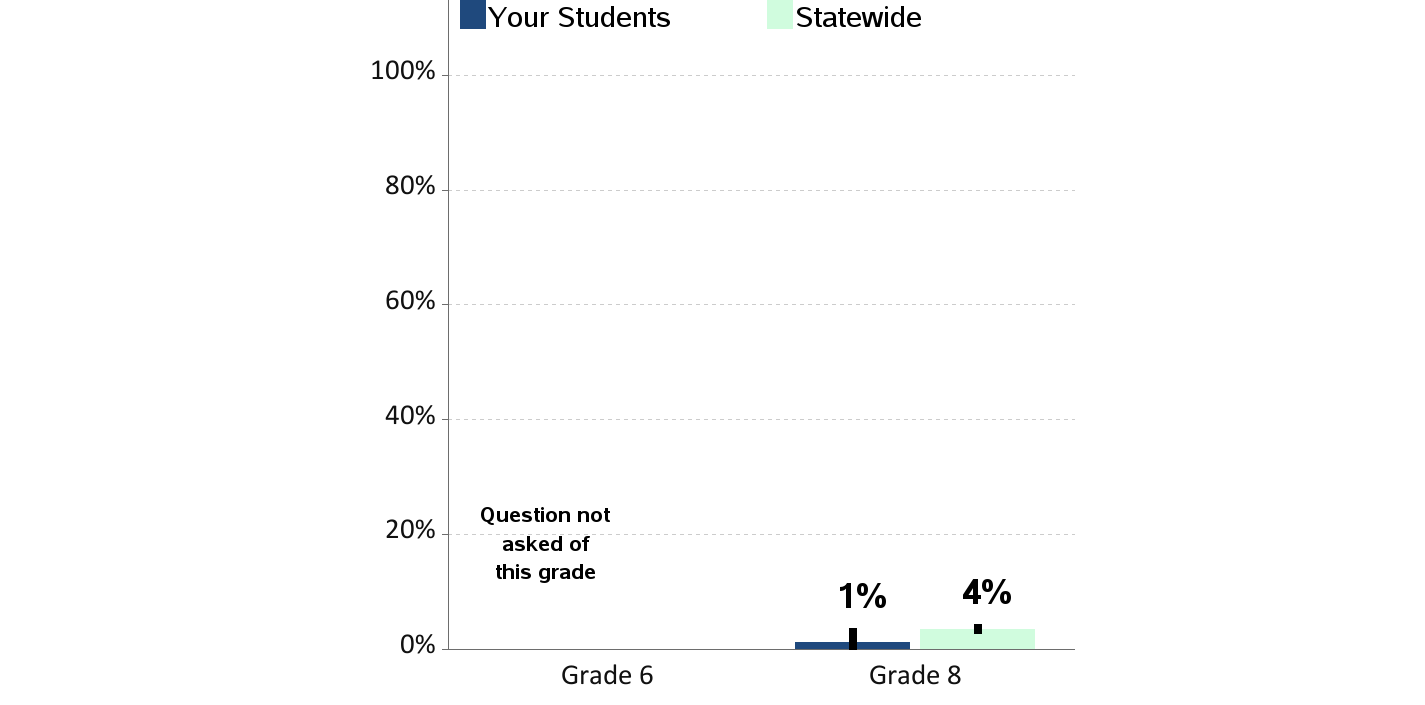 Your Students Statewide
100%
80%
60%
40%
20%
0%
Question not
asked of
this grade
1% 4%
Grade 6 Grade 8